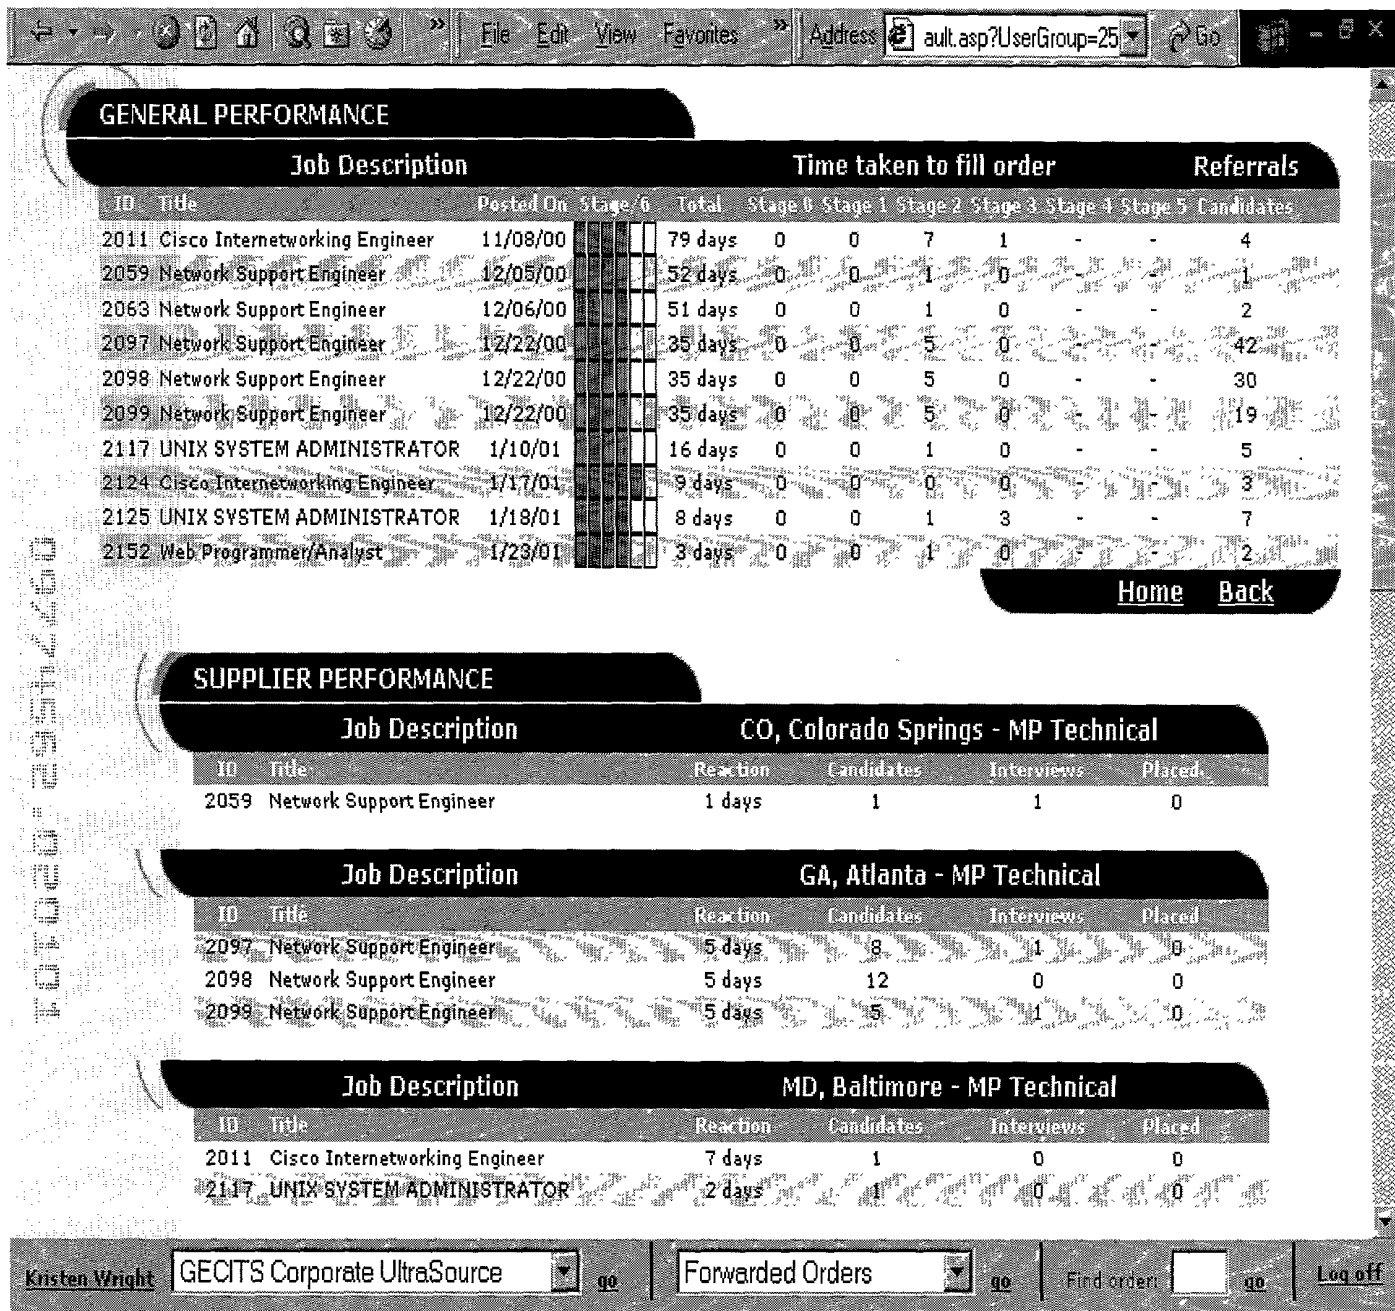 » File Edit View Favorites » Address ault.asp?UserGroup=25 Go
GENERAL PERFORMANCE
Job Description Time taken to fill order Referrals
ID Title Posted On Stage/6 Total Stage 0 Stage 1 Stage 2 Stage 3 Stage 4 Stage 5 Candidates
2011 Cisco Internetworking Engineer 11/08/00 79 days 0 0 7 1 - - 4
2059 Network Support Engineer 12/05/00 52 days 0 0 1 0 - - 1
2063 Network Support Engineer 12/06/00 51 days 0 0 1 0 - - 2
2097 Network Support Engineer 12/22/00 35 days 0 0 5 0 - - 42
2098 Network Support Engineer 12/22/00 35 days 0 0 5 0 - - 30
2099 Network Support Engineer 12/22/00 35 days 0 0 5 0 - - 19
2117 UNIX SYSTEM ADMINISTRATOR 1/10/01 16 days 0 0 1 0 - - 5
2124 Cisco Internetworking Engineer 1/17/01 9 days 0 0 0 0 - - 3
2125 UNIX SYSTEM ADMINISTRATOR 1/18/01 8 days 0 0 1 3 - - 7
2152 Web Programmer/Analyst 1/23/01 3 days 0 0 1 0 - - 2
Home Back
SUPPLIER PERFORMANCE
Job Description CO, Colorado Springs - MP Technical
ID Title Reaction Candidates Interviews Placed
2059 Network Support Engineer 1 days 1 1 0
Job Description GA, Atlanta - MP Technical
ID Title Reaction Candidates Interviews Placed
2097 Network Support Engineer 5 days 8 1 0
2098 Network Support Engineer 5 days 12 0 0
2099 Network Support Engineer 5 days 5 1 0
Job Description MD, Baltimore - MP Technical
ID Title Reaction Candidates Interviews Placed
2011 Cisco Internetworking Engineer 7 days 1 0 0
2117 UNIX SYSTEM ADMINISTRATOR 2 days 1 0 0
Kristen Wright GECITS Corporate UltraSource go Forwarded Orders go Find order: go Log off